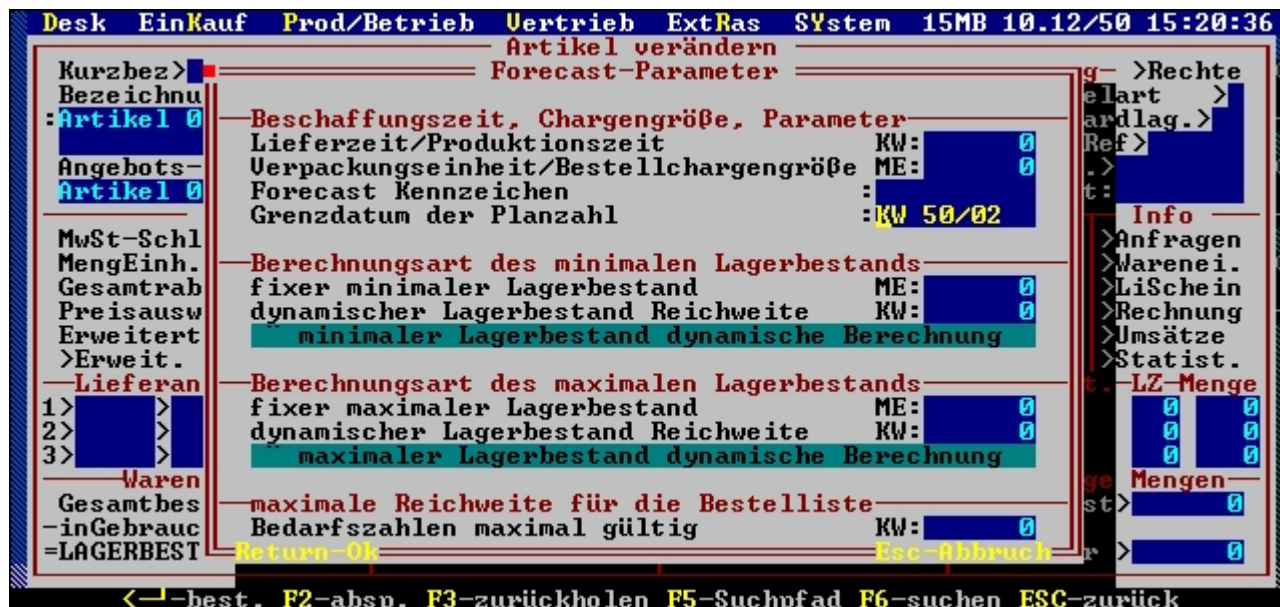 Desk EinKauf Prod/Betrieb Vertrieb ExtRas SYstem 15MB 10.12/50 15:20:36
Artikel verändern
Kurzbez> Forecast-Parameter g- >Rechte
Bezeichnu elart >
:Artikel 0 Beschaffungszeit, Chargengröße, Parameter ardlag.>
Lieferzeit/Produktionszeit KW: 0 Ref>
Angebots- Verpackungseinheit/Bestellchargengröße ME: 0 .>
Artikel 0 Forecast Kennzeichen : t:
Grenzdatum der Planzahl :KW 50/02 Info
MwSt-Schl >Anfragen
MengEinh. Berechnungsart des minimalen Lagerbestands >Warenei.
Gesamtrab fixer minimaler Lagerbestand ME: 0 >LiSchein
Preisausw dynamischer Lagerbestand Reichweite KW: 0 >Rechnung
Erweitert minimaler Lagerbestand dynamische Berechnung >Umsätze
>Erweit. >Statist.
Lieferan Berechnungsart des maximalen Lagerbestands t. LZ-Menge
1> > fixer maximaler Lagerbestand ME: 0 0 0
2> > dynamischer Lagerbestand Reichweite KW: 0 0 0
3> > maximaler Lagerbestand dynamische Berechnung 0 0
Waren ge Mengen
Gesamtbes maximale Reichweite für die Bestelliste st> 0
-inGebrauc Bedarfszahlen maximal gültig KW: 0
=LAGERBEST Return-Ok Esc-Abbruch r > 0
<─┘-best. F2-absp. F3-zurückholen F5-Suchpfad F6-suchen ESC-zurück